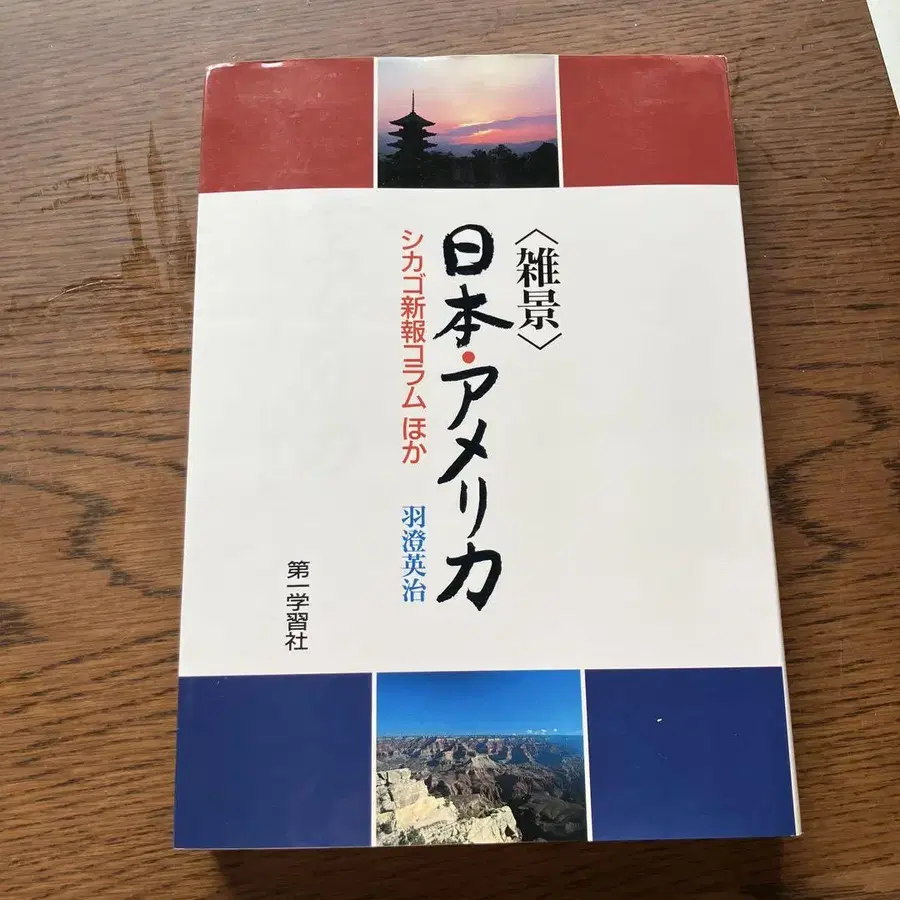 〈雑景〉
日本・アメリカ
シカゴ新報コラム ほか
羽澄英治
第一学習社